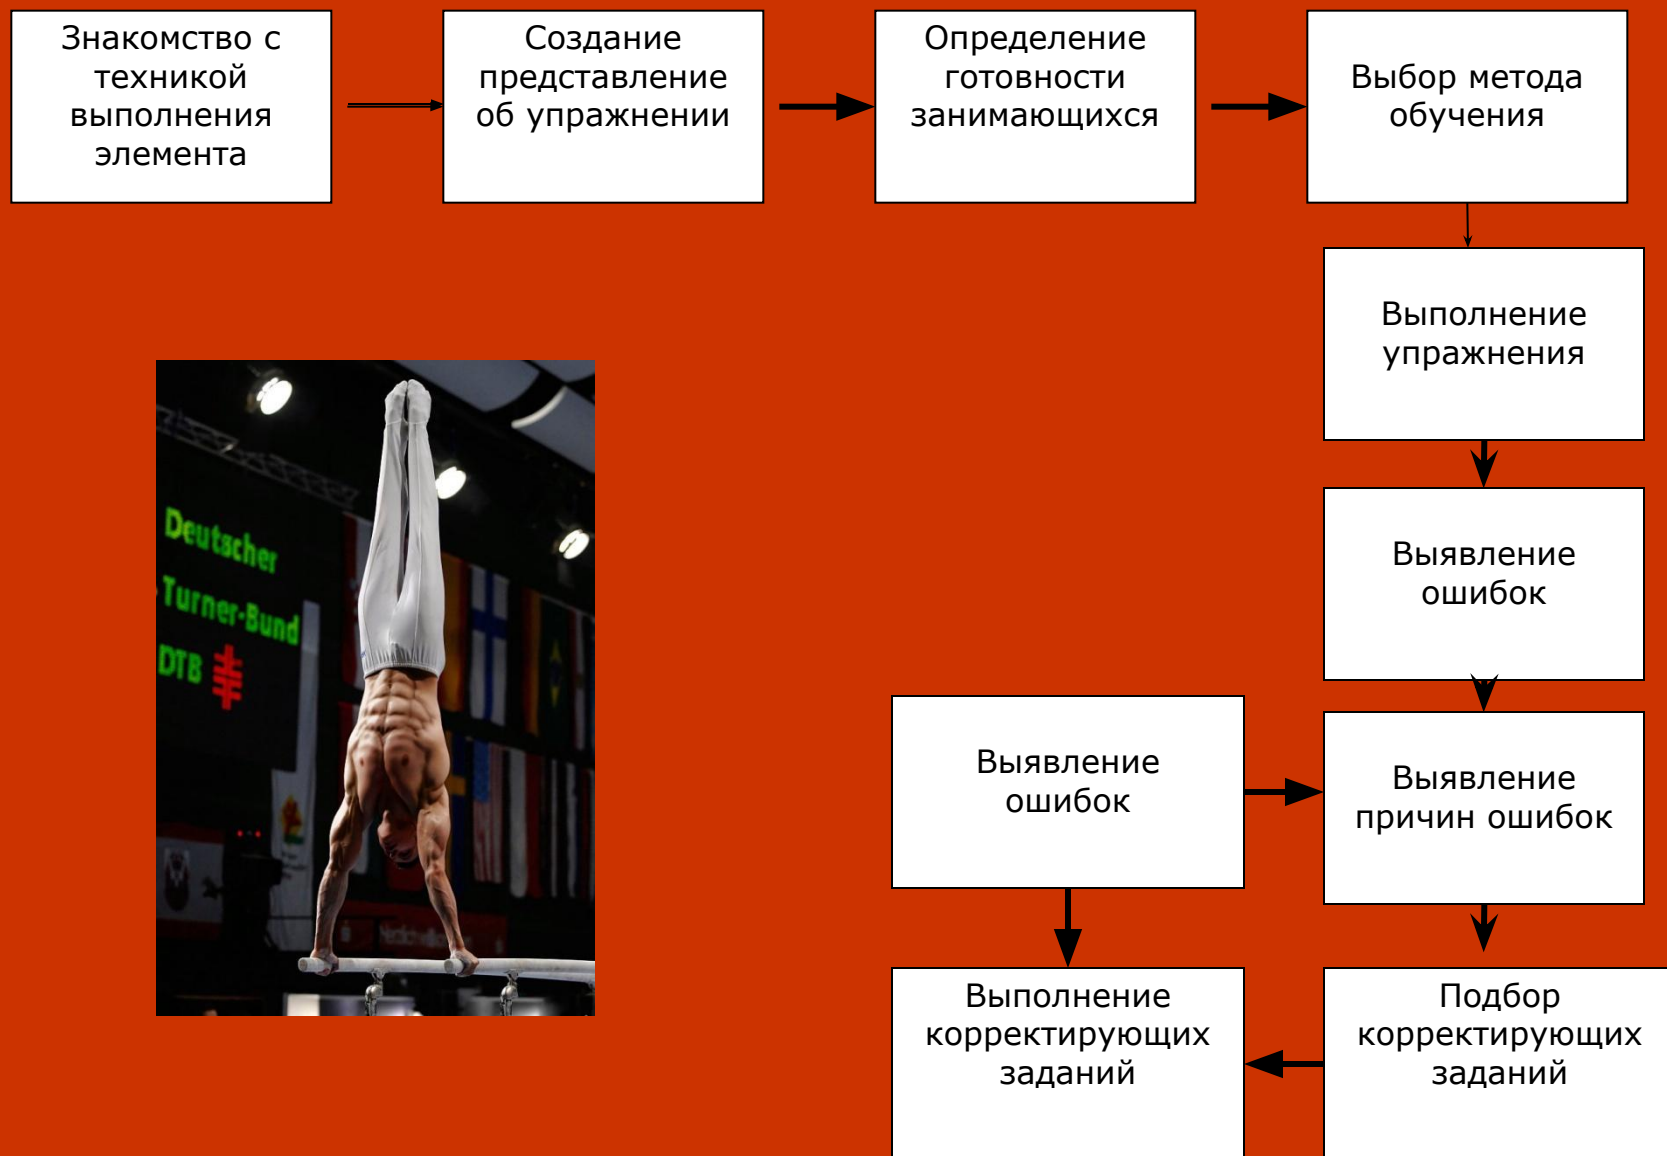 Знакомство с
техникой
выполнения
элемента
Создание
представление
об упражнении
Определение
готовности
занимающихся
Выбор метода
обучения
Выполнение
упражнения
Выявление
ошибок
Выявление
ошибок
Выявление
причин ошибок
Выполнение
корректирующих
заданий
Подбор
корректирующих
заданий
Deutscher
Turner-Bund
DTB